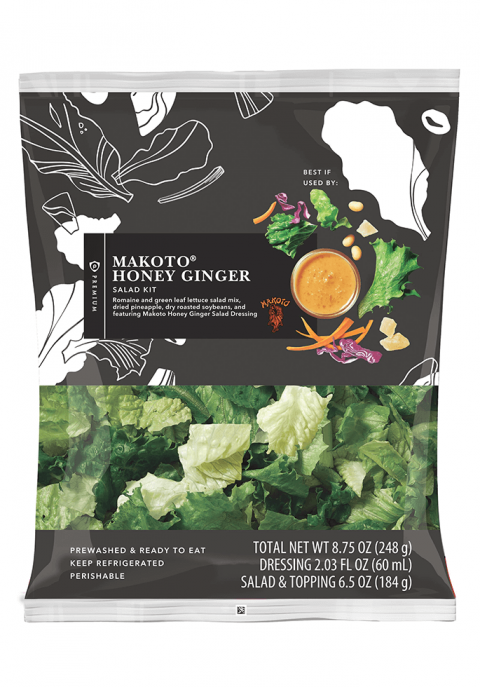 BEST IF
USED BY:
MAKOTO®
HONEY GINGER
SALAD KIT
Romaine and green leaf lettuce salad mix,
dried pineapple, dry roasted soybeans, and
featuring Makoto Honey Ginger Salad Dressing
P PREMIUM
MAKOTO
PREWASHED & READY TO EAT
KEEP REFRIGERATED
PERISHABLE
TOTAL NET WT 8.75 OZ (248 g)
DRESSING 2.03 FL OZ (60 mL)
SALAD & TOPPING 6.5 OZ (184 g)